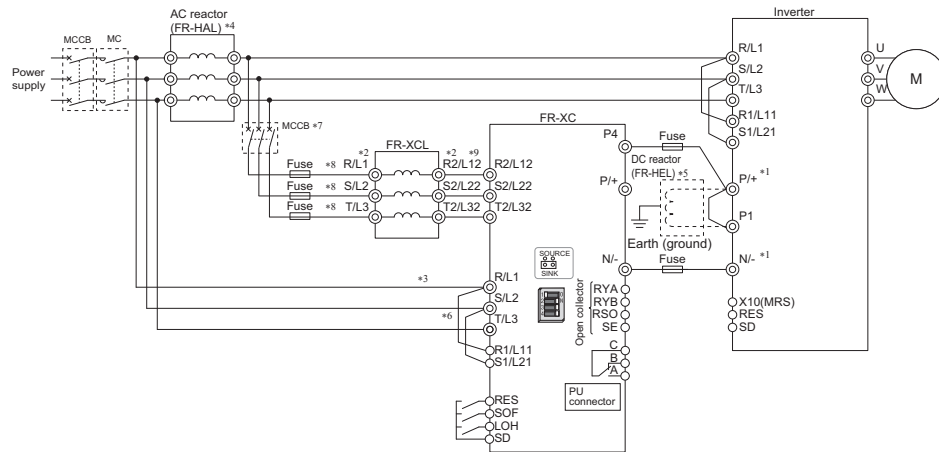 AC reactor
(FR-HAL) *4
Inverter
MCCB
MC
Power
supply
R/L1
S/L2
T/L3
R1/L11
S1/L21
U
V
W
M
MCCB *7
FR-XCL
FR-XC
P4
Fuse
DC reactor
(FR-HEL) *5
Fuse *8 R/L1 *2
*2 R2/L12 *9 R2/L12
Fuse *8 S/L2
S2/L22 S2/L22
Fuse *8 T/L3
T2/L32 T2/L32
P/+
P/+ *1
P1
Earth (ground)
SOURCE
SINK
N/-
Fuse
N/- *1
*3
R/L1
S/L2
*6
T/L3
R1/L11
S1/L21
Open collector
RYA
RYB
RSO
SE
C
B
A
X10(MRS)
RES
SD
PU
connector
RES
SOF
LOH
SD